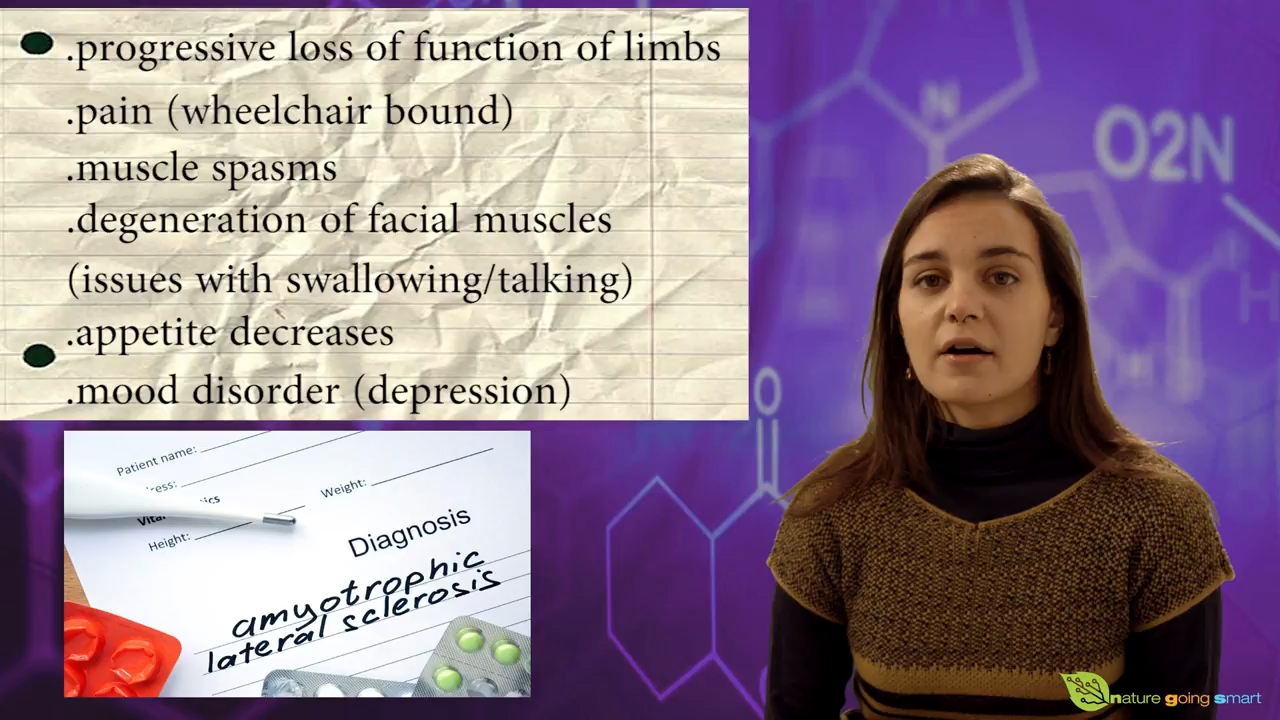 .progressive loss of function of limbs
.pain (wheelchair bound)
.muscle spasms
.degeneration of facial muscles
(issues with swallowing/talking)
.appetite decreases
.mood disorder (depression)
O2N
N
O
H
Patient name:
Weight:
Height:
Diagnosis
amyotrophic
lateral sclerosis
nature going smart